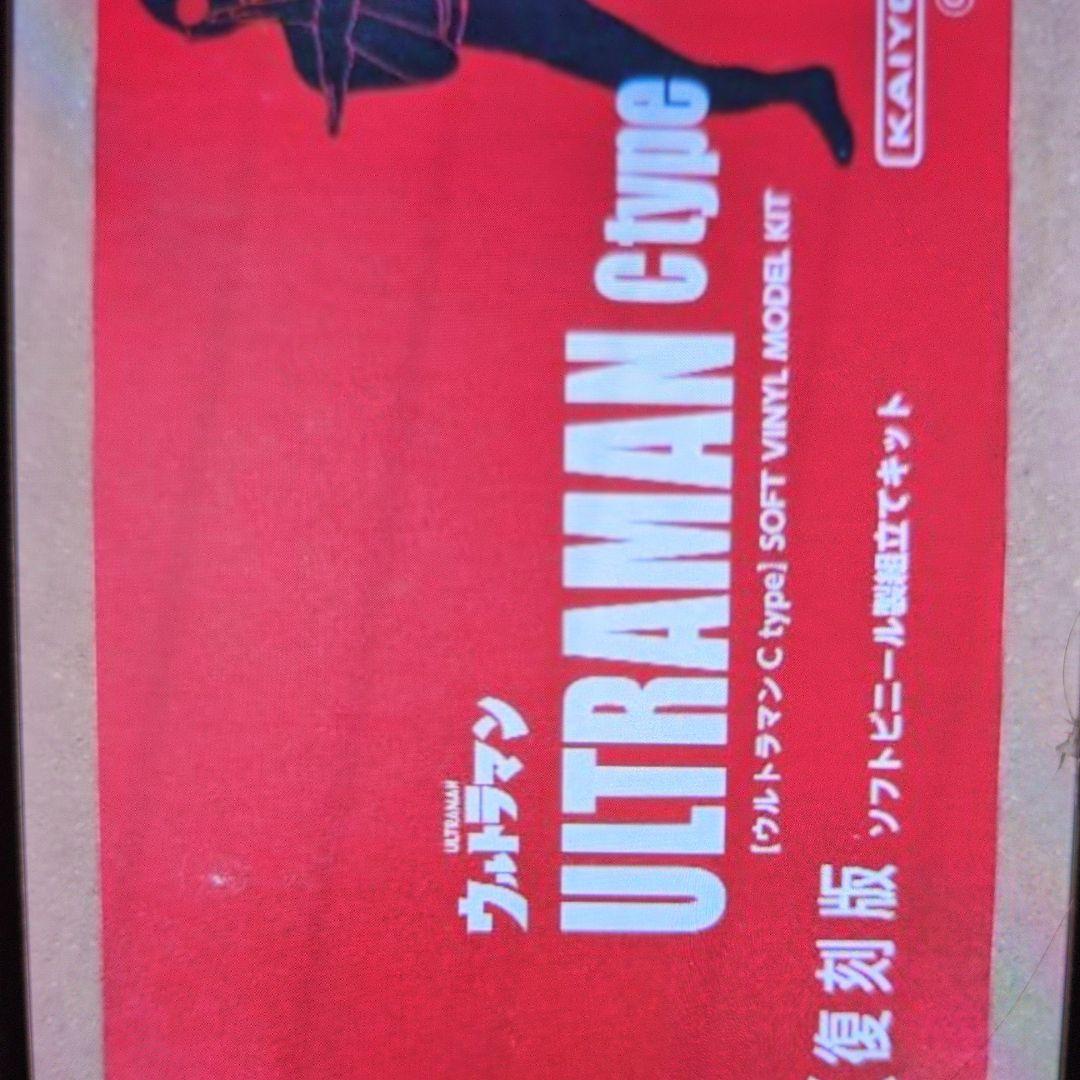 ULTRAMAN
ウルトラマン
ULTRAMAN C type
[ウルトラマン C type] SOFT VINYL MODEL KIT
復刻版 ソフトビニール製組立てキット
KAIYO
©